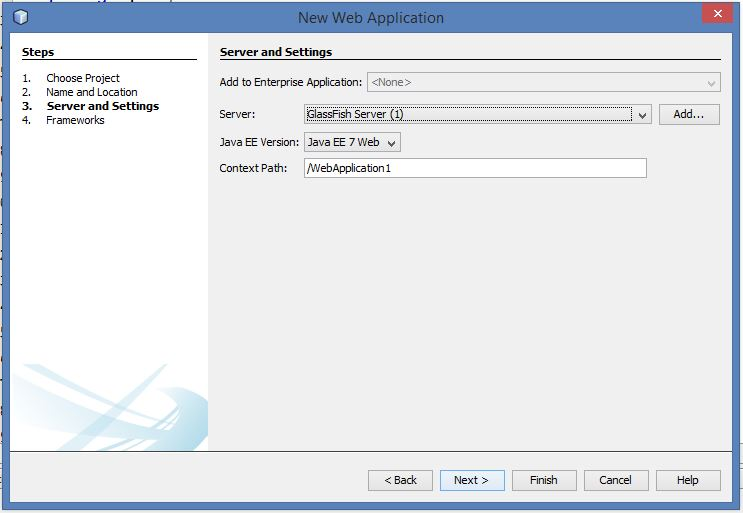 New Web Application
Steps
1. Choose Project
2. Name and Location
3. Server and Settings
4. Frameworks
Server and Settings
Add to Enterprise Application: <None>
Server: GlassFish Server (1) Add...
Java EE Version: Java EE 7 Web
Context Path: /WebApplication1
< Back Next > Finish Cancel Help